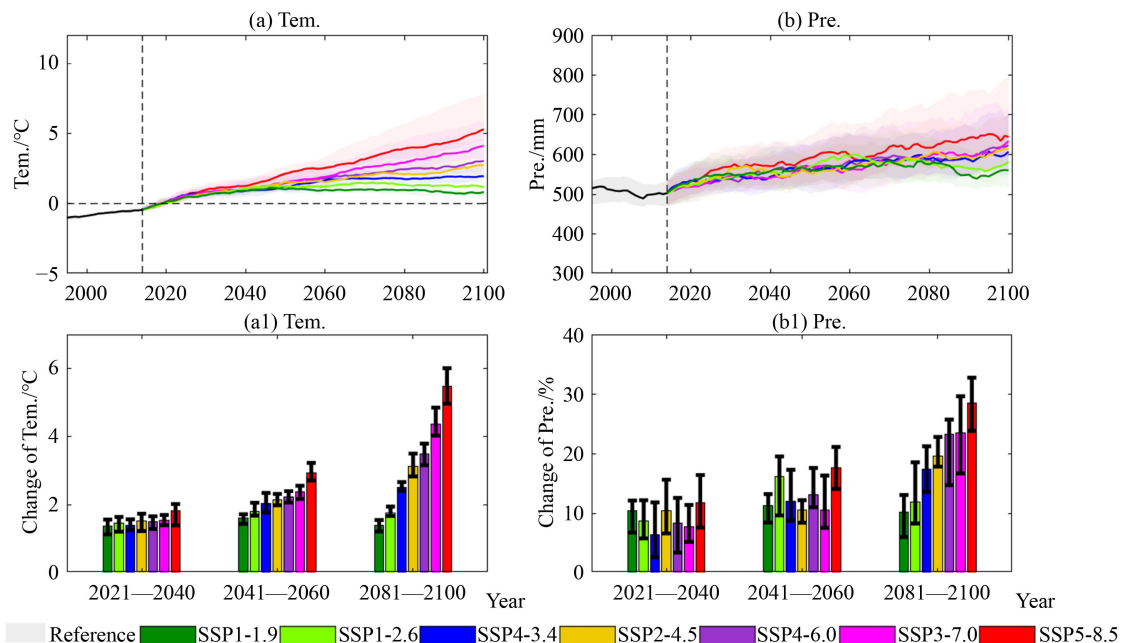 (a) Tem.
(b) Pre.
10
5
0
−5
Tem./℃
2000 2020 2040 2060 2080 2100
900
800
700
600
500
400
300
Pre./mm
2000 2020 2040 2060 2080 2100
(a1) Tem.
(b1) Pre.
6
4
2
0
Change of Tem./℃
2021—2040 2041—2060 2081—2100 Year
40
30
20
10
0
Change of Pre./%
2021—2040 2041—2060 2081—2100 Year
Reference SSP1-1.9 SSP1-2.6 SSP4-3.4 SSP2-4.5 SSP4-6.0 SSP3-7.0 SSP5-8.5